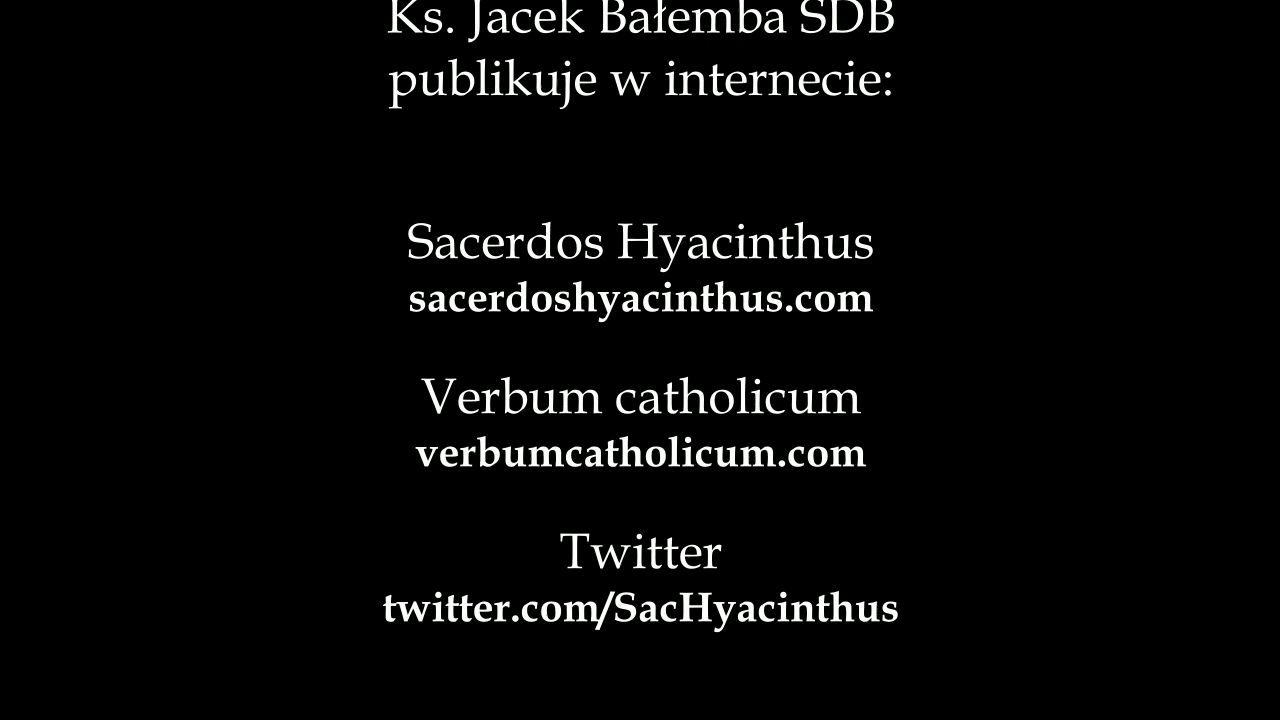 Ks. Jacek Bałemba SDB
publikuje w internecie:
Sacerdos Hyacinthus
sacerdoshyacinthus.com
Verbum catholicum
verbumcatholicum.com
Twitter
twitter.com/SacHyacinthus